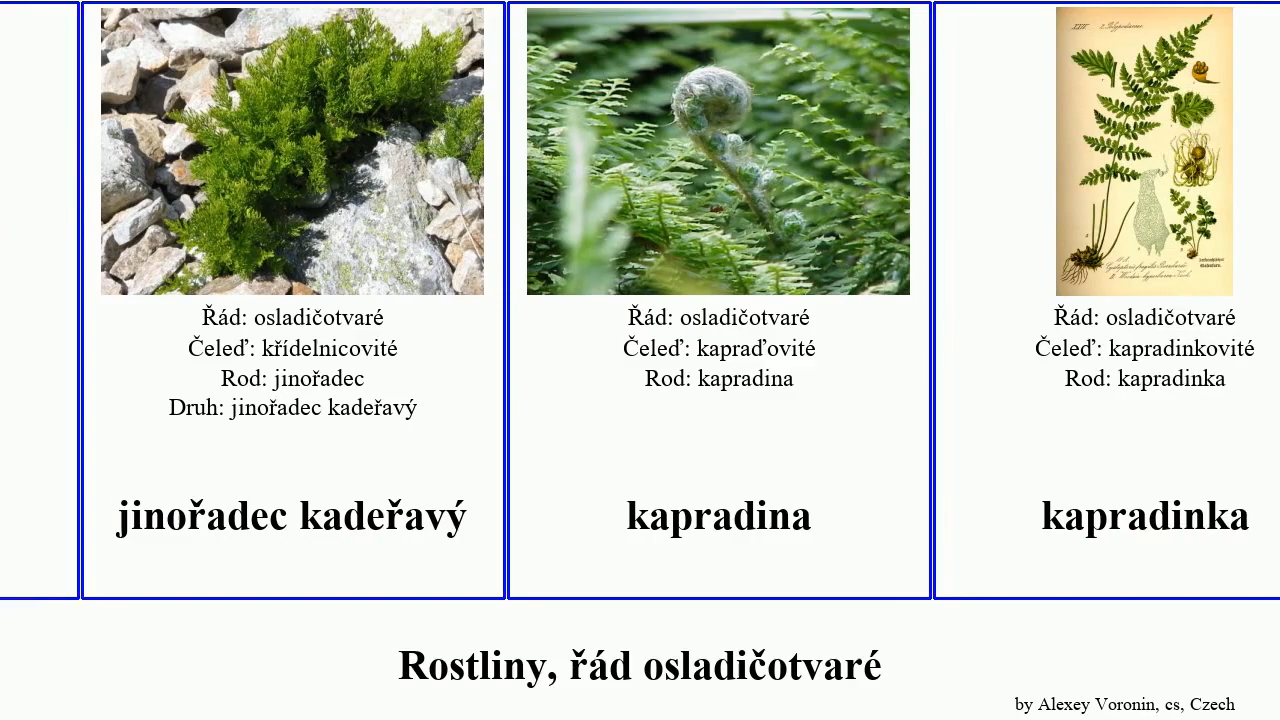 Řád: osladičotvaré
Čeleď: křídelnicovité
Rod: jinořadec
Druh: jinořadec kadeřavý
jinořadec kadeřavý
Řád: osladičotvaré
Čeleď: kapraďovité
Rod: kapradina
kapradina
Řád: osladičotvaré
Čeleď: kapradinkovité
Rod: kapradinka
kapradinka
Rostliny, řád osladičotvaré
by Alexey Voronin, cs, Czech